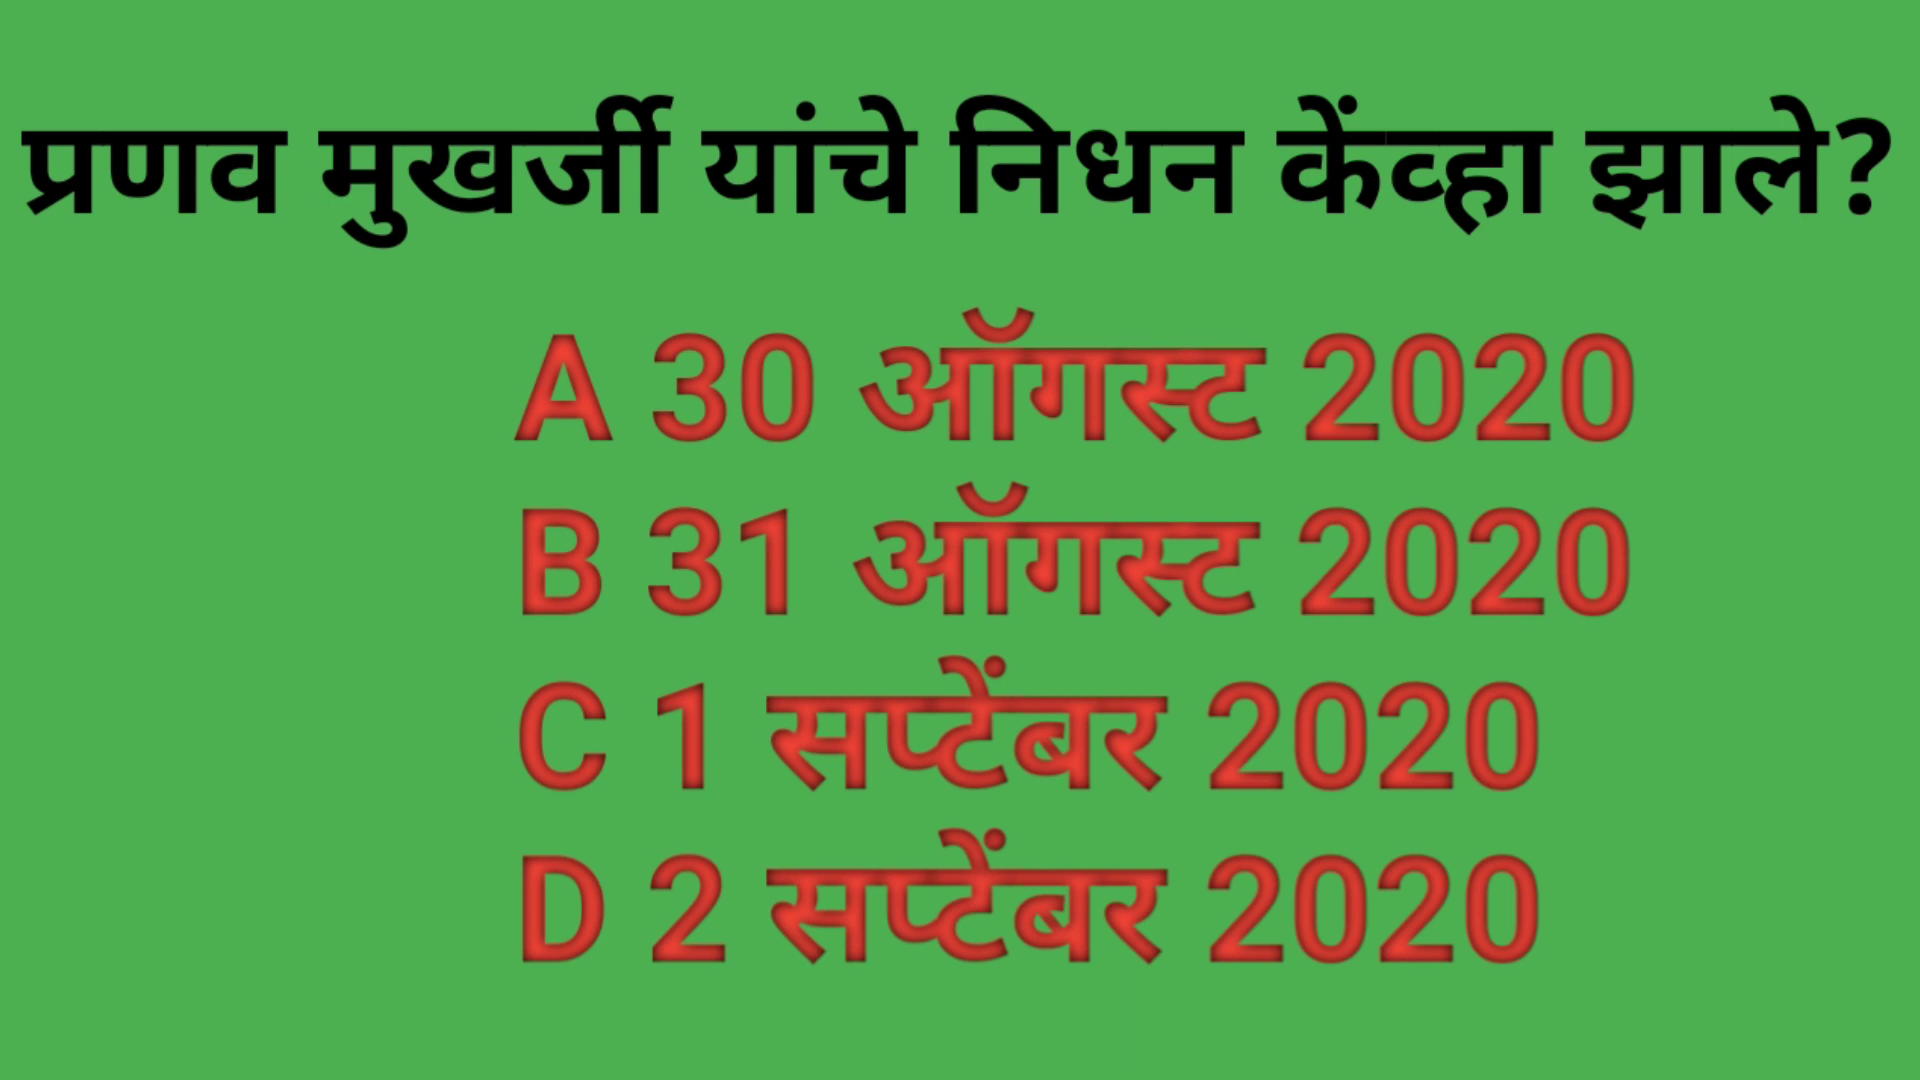 प्रणव मुखर्जी यांचे निधन केंव्हा झाले?
A 30 ऑगस्ट 2020
B 31 ऑगस्ट 2020
C 1 सप्टेंबर 2020
D 2 सप्टेंबर 2020